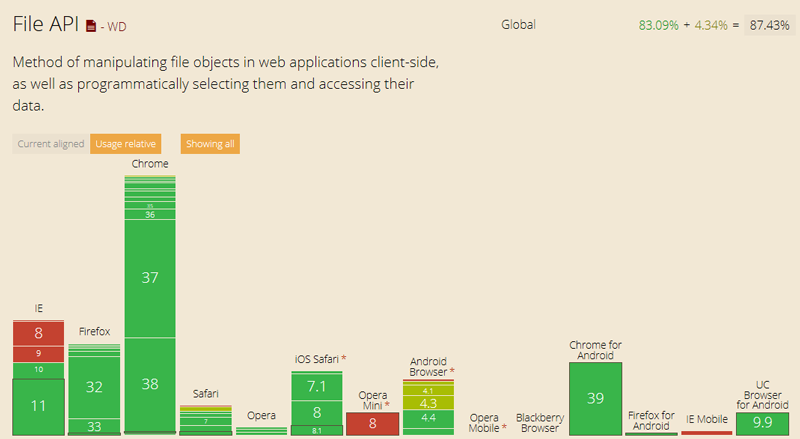 File API - WD
Global
83.09% + 4.34% = 87.43%
Method of manipulating file objects in web applications client-side,
as well as programmatically selecting them and accessing their
data.
Current aligned
Usage relative
Showing all
IE
8
9
10
11
Firefox
32
33
Chrome
35
36
37
38
Safari
7
Opera
iOS Safari *
7.1
8
8.1
Opera
Mini *
8
Android
Browser *
4.1
4.3
4.4
Opera
Mobile *
Blackberry
Browser
Chrome for
Android
39
Firefox for
Android
IE Mobile
UC
Browser
for Android
9.9